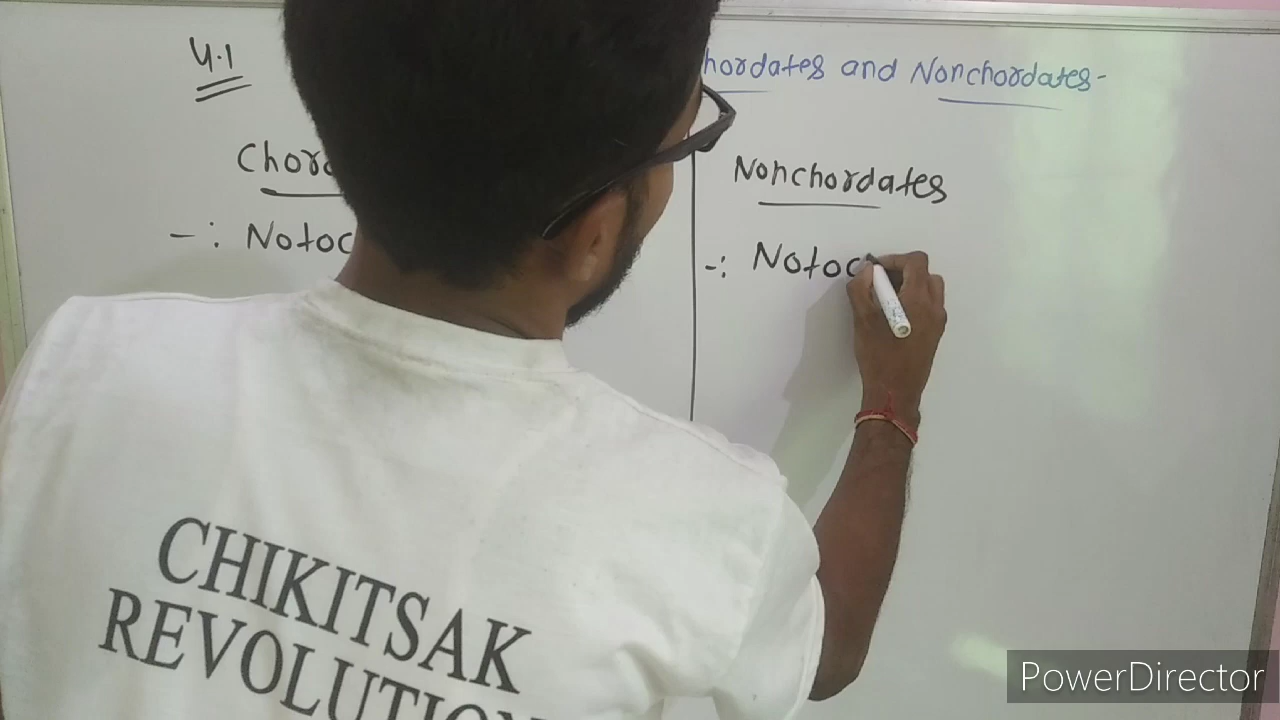 4.1
hordates and Nonchordates-
Chord
-: Notoc
Nonchordates
-: Notoc
CHIKITSAK
REVOLUTION
PowerDirector